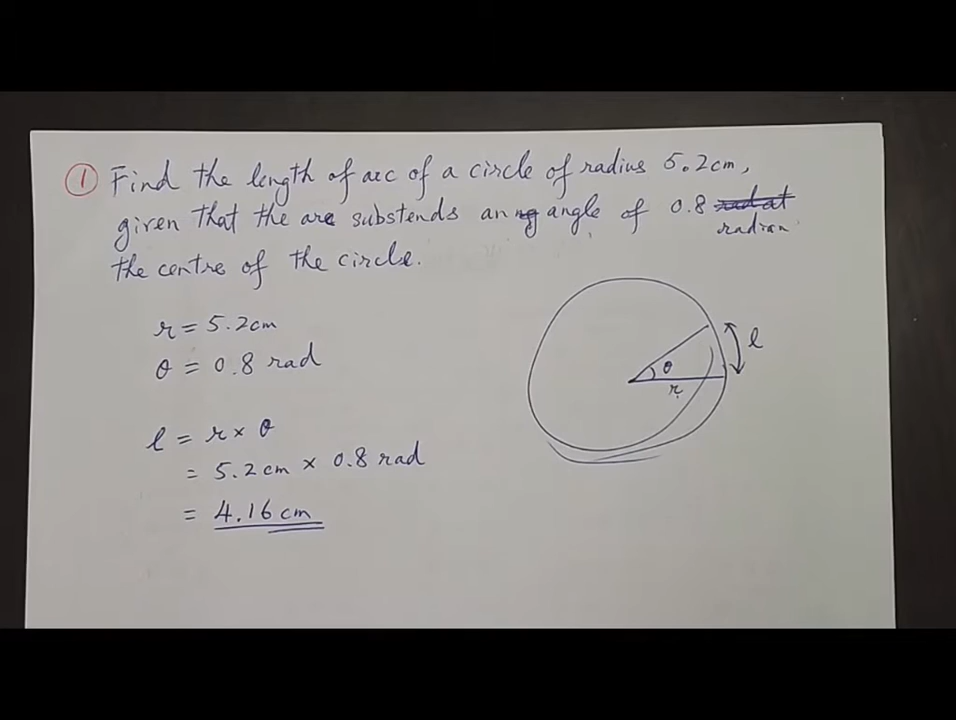 ① Find the length of arc of a circle of radius 5.2cm,
given that the arc substends an angle of 0.8 rad at
radian
the centre of the circle.
r = 5.2cm
θ = 0.8 rad
l
θ
r
l = r × θ
= 5.2cm × 0.8 rad
= 4.16 cm